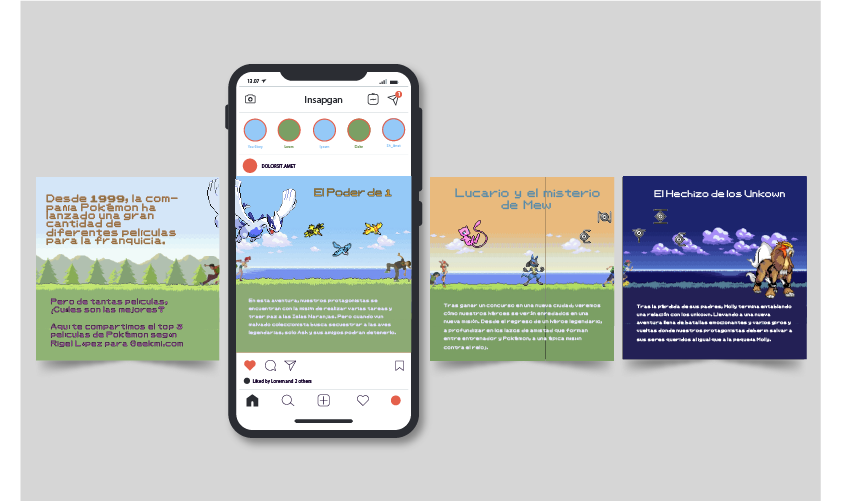 Desde 1999, la com-
pañía Pokémon ha
lanzado una gran
cantidad de
diferentes películas
para la franquicia.
Pero de tantas películas,
¿Cuáles son las mejores?
Aquí te compartimos el top 3
películas de Pokémon según
Rigel López para Geekmi.com
12.07
Insapgan
1
DOLORSIT AMET
El Poder de 1
En esta aventura, nuestros protagonistas se
encuentran con la misión de realizar varias tareas y
traer paz a las Islas Naranjas. Pero cuando un
malvado coleccionista busca secuestrar a las aves
legendarias, solo Ash y sus amigos podrán detenerlo.
Liked by Lorem and 2 others
Lucario y el misterio
de Mew
Tras ganar un concurso en una nueva ciudad, veremos
cómo nuestros héroes se verán enredados en una
nueva misión. Desde el regreso de un héroe legendario,
a profundizar en los lazos de amistad que forman
entre entrenador y Pokémon, a una épica misión
contra el reloj.
El Hechizo de los Unkown
Tras la pérdida de sus padres, Molly termina entablando
una relación con los unkown. Llevando a una nueva
aventura llena de batallas emocionantes y varios giros y
vueltas donde nuestros protagonistas deberán salvar a
sus seres queridos al igual que a la pequeña Molly.